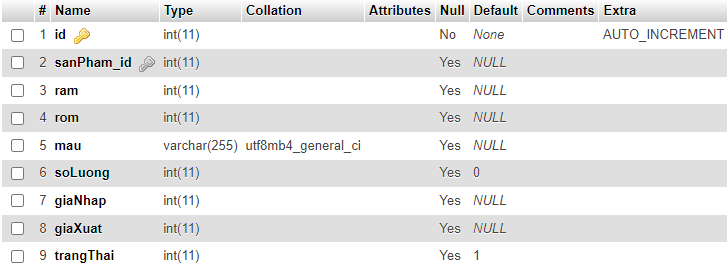 # Name Type Collation Attributes Null Default Comments Extra
1 id int(11) No None AUTO_INCREMENT
2 sanPham_id int(11) Yes NULL
3 ram int(11) Yes NULL
4 rom int(11) Yes NULL
5 mau varchar(255) utf8mb4_general_ci Yes NULL
6 soLuong int(11) Yes 0
7 giaNhap int(11) Yes NULL
8 giaXuat int(11) Yes NULL
9 trangThai int(11) Yes 1